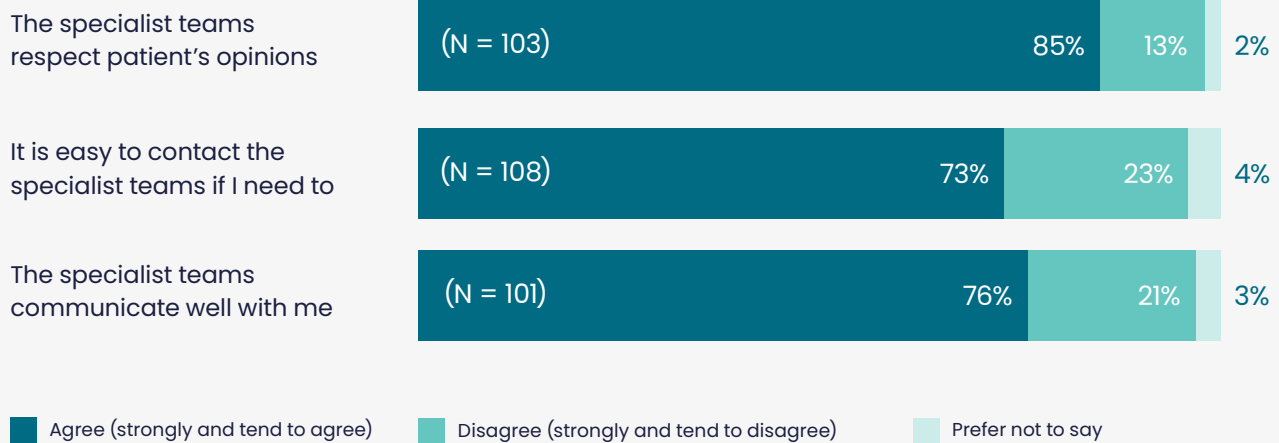 The specialist teams
respect patient’s opinions
(N = 103)
85%
13%
2%
It is easy to contact the
specialist teams if I need to
(N = 108)
73%
23%
4%
The specialist teams
communicate well with me
(N = 101)
76%
21%
3%
Agree (strongly and tend to agree)
Disagree (strongly and tend to disagree)
Prefer not to say